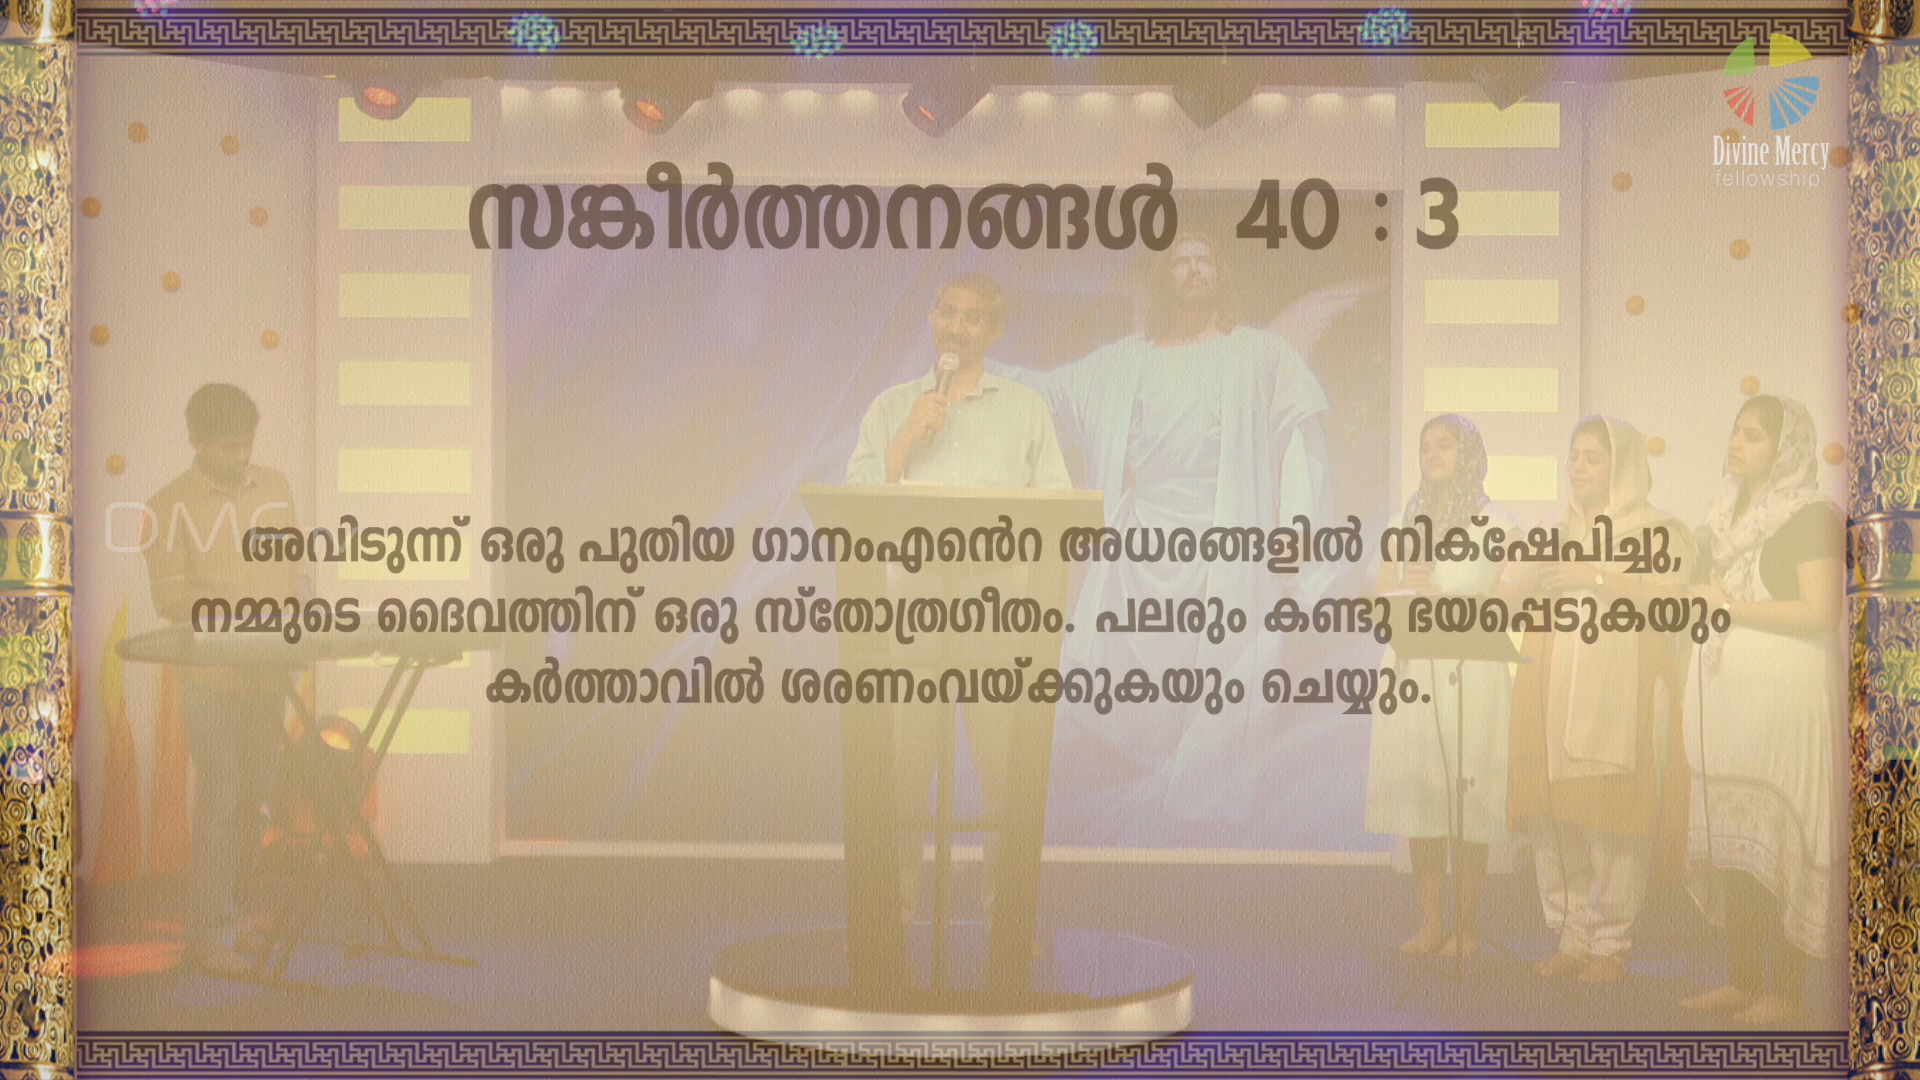 Divine Mercy
fellowship
സങ്കീർത്തനങ്ങൾ 40 : 3
DMC
അവിടുന്ന് ഒരു പുതിയ ഗാനംഎൻെറ അധരങ്ങളിൽ നിക്ഷേപിച്ചു,
നമ്മുടെ ദൈവത്തിന് ഒരു സ്തോത്രഗീതം. പലരും കണ്ടു ഭയപ്പെടുകയും
കർത്താവിൽ ശരണംവയ്ക്കുകയും ചെയ്യും.